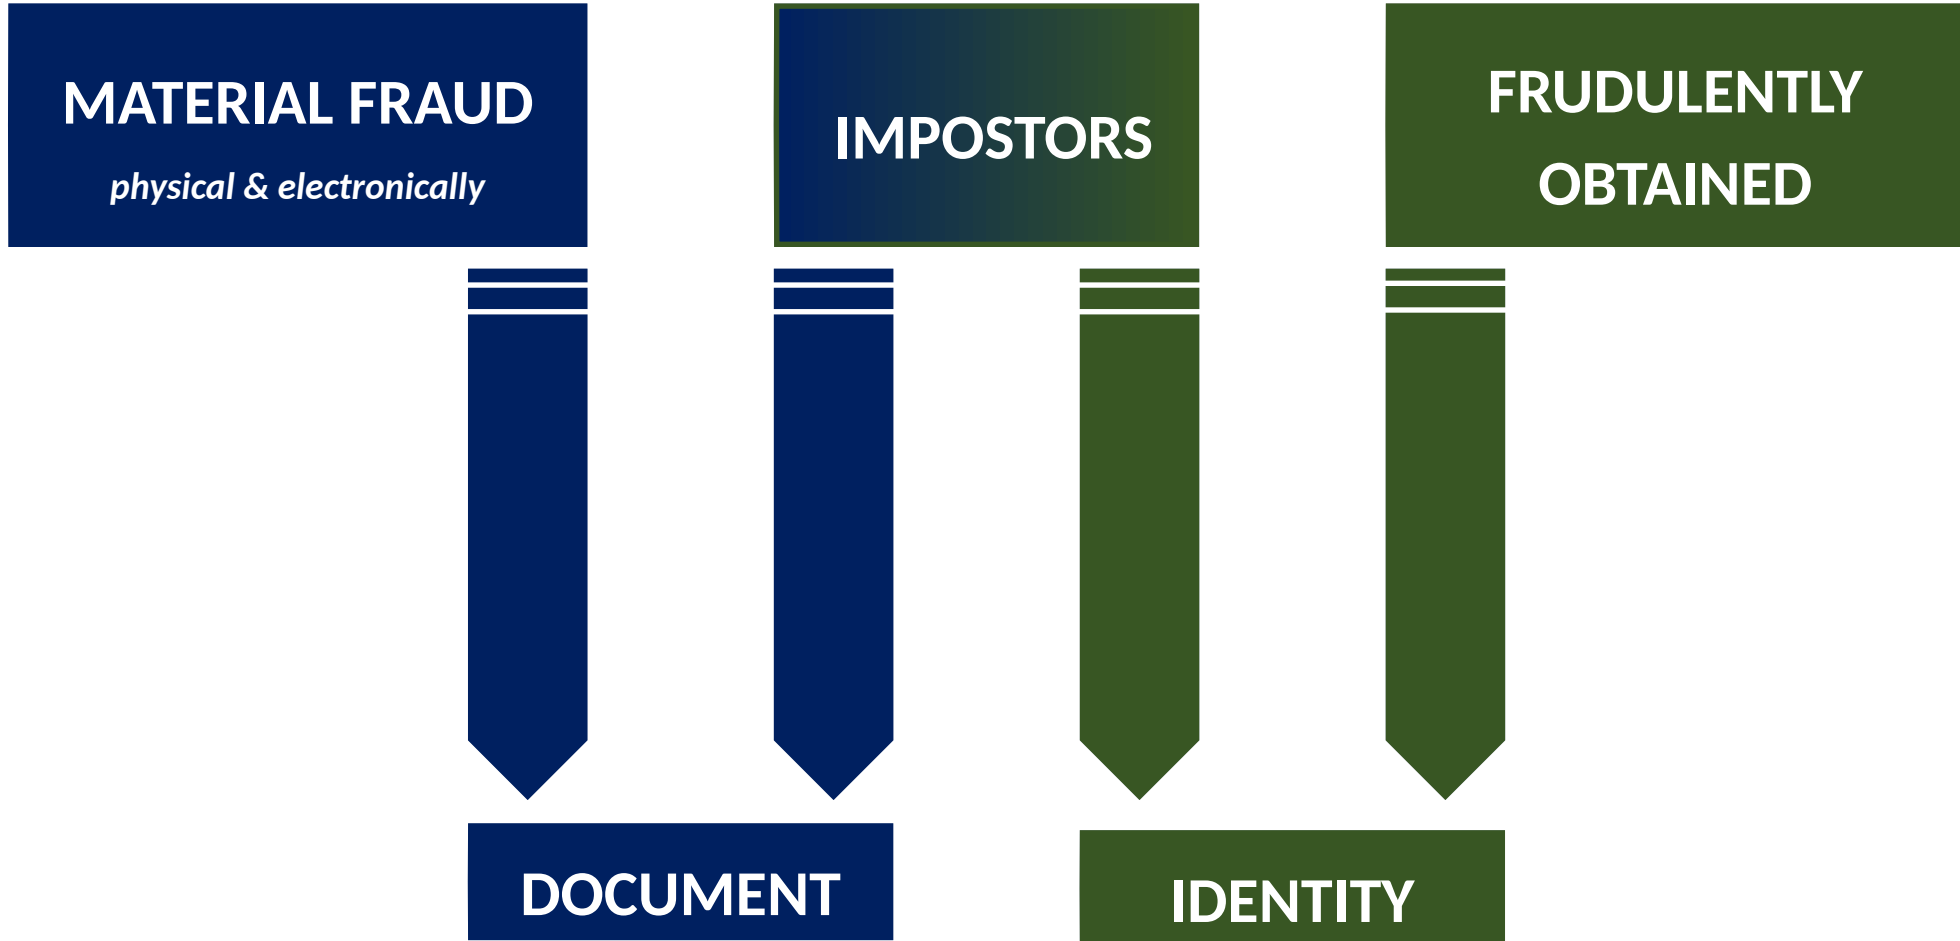 MATERIAL FRAUD
physical & electronically
IMPOSTORS
FRUDULENTLY
OBTAINED
DOCUMENT
IDENTITY